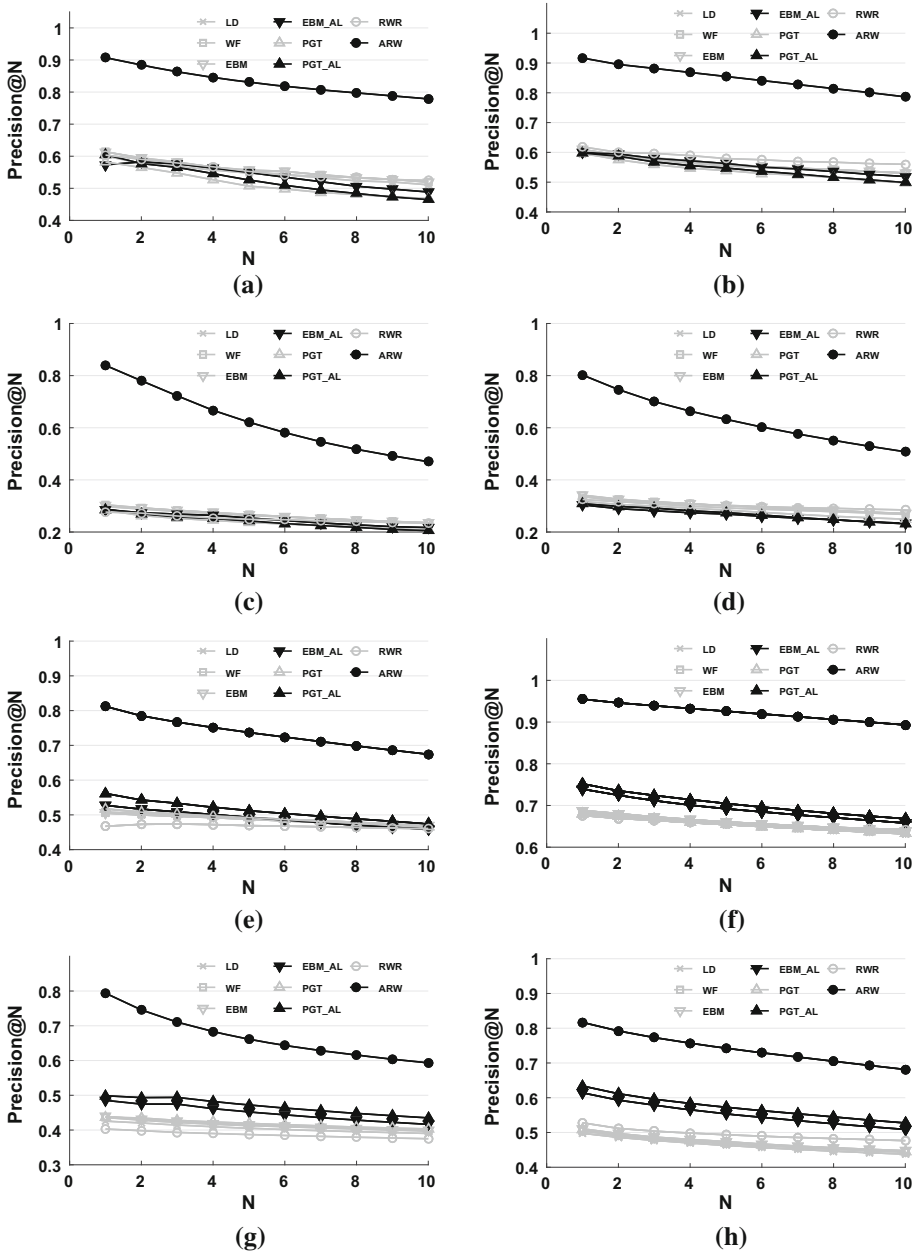 Precision@N
1
0.9
0.8
0.7
0.6
0.5
0.4
0 2 4 6 8 10
N
LD EBM_AL RWR
WF PGT ARW
EBM PGT_AL
(a)
Precision@N
1
0.9
0.8
0.7
0.6
0.5
0.4
0 2 4 6 8 10
N
LD EBM_AL RWR
WF PGT ARW
EBM PGT_AL
(b)
Precision@N
1
0.8
0.6
0.4
0.2
0 2 4 6 8 10
N
LD EBM_AL RWR
WF PGT ARW
EBM PGT_AL
(c)
Precision@N
1
0.8
0.6
0.4
0.2
0 2 4 6 8 10
N
LD EBM_AL RWR
WF PGT ARW
EBM PGT_AL
(d)
Precision@N
1
0.9
0.8
0.7
0.6
0.5
0.4
0 2 4 6 8 10
N
LD EBM_AL RWR
WF PGT ARW
EBM PGT_AL
(e)
Precision@N
1
0.9
0.8
0.7
0.6
0 2 4 6 8 10
N
LD EBM_AL RWR
WF PGT ARW
EBM PGT_AL
(f)
Precision@N
0.8
0.7
0.6
0.5
0.4
0.3
0 2 4 6 8 10
N
LD EBM_AL RWR
WF PGT ARW
EBM PGT_AL
(g)
Precision@N
1
0.9
0.8
0.7
0.6
0.5
0.4
0 2 4 6 8 10
N
LD EBM_AL RWR
WF PGT ARW
EBM PGT_AL
(h)